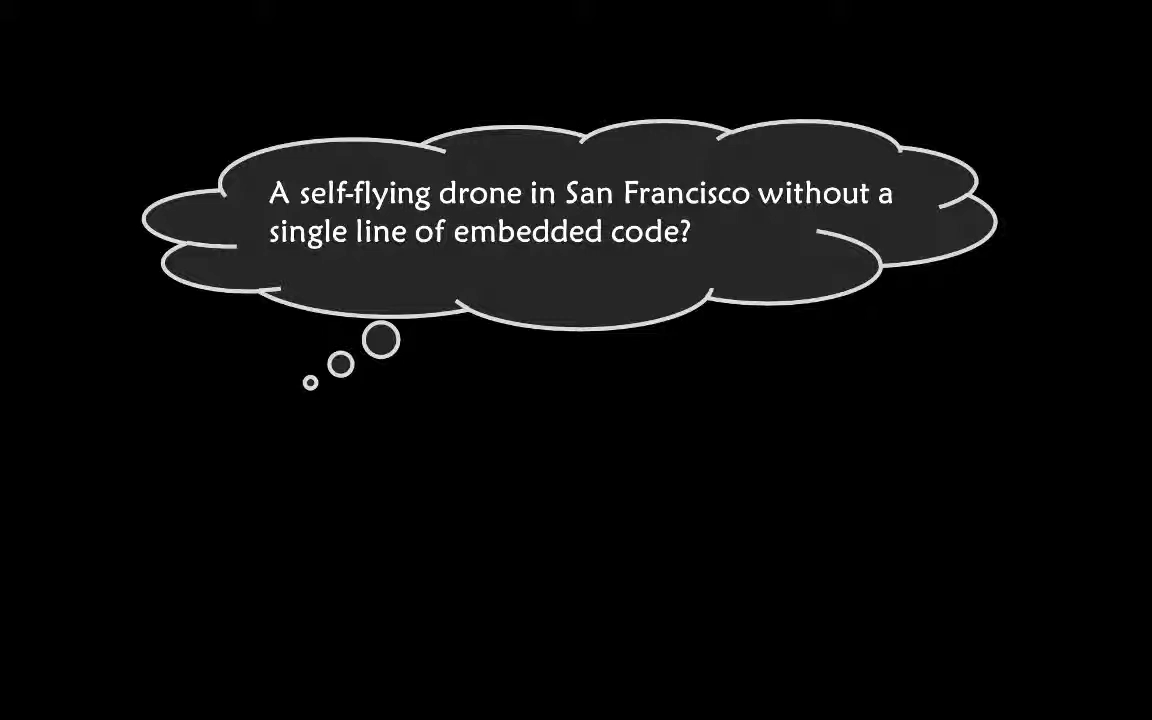 A self-flying drone in San Francisco without a
single line of embedded code?